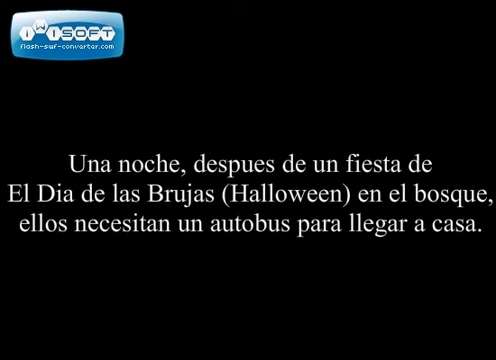 iWiSOFT
flash-swf-converter.com
Una noche, despues de un fiesta de
El Dia de las Brujas (Halloween) en el bosque,
ellos necesitan un autobus para llegar a casa.